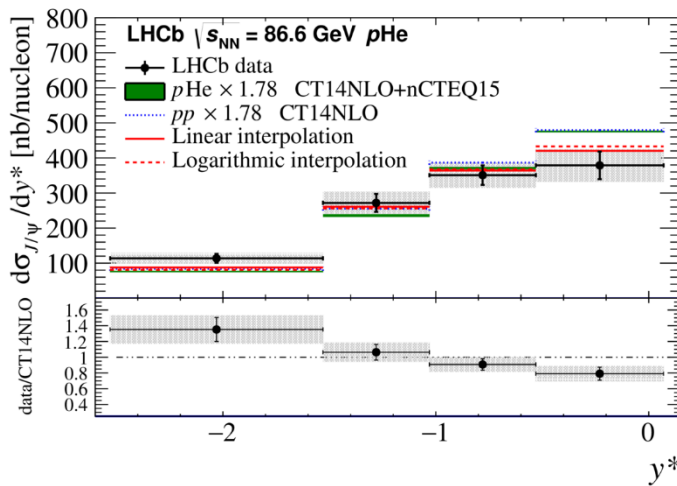 LHCb √sNN = 86.6 GeV pHe
LHCb data
pHe × 1.78 CT14NLO+nCTEQ15
pp × 1.78 CT14NLO
Linear interpolation
Logarithmic interpolation
dσJ/ψ/dy* [nb/nucleon]
800
700
600
500
400
300
200
100
data/CT14NLO
1.6
1.4
1.2
1
0.8
0.6
0.4
−2
−1
0
y*